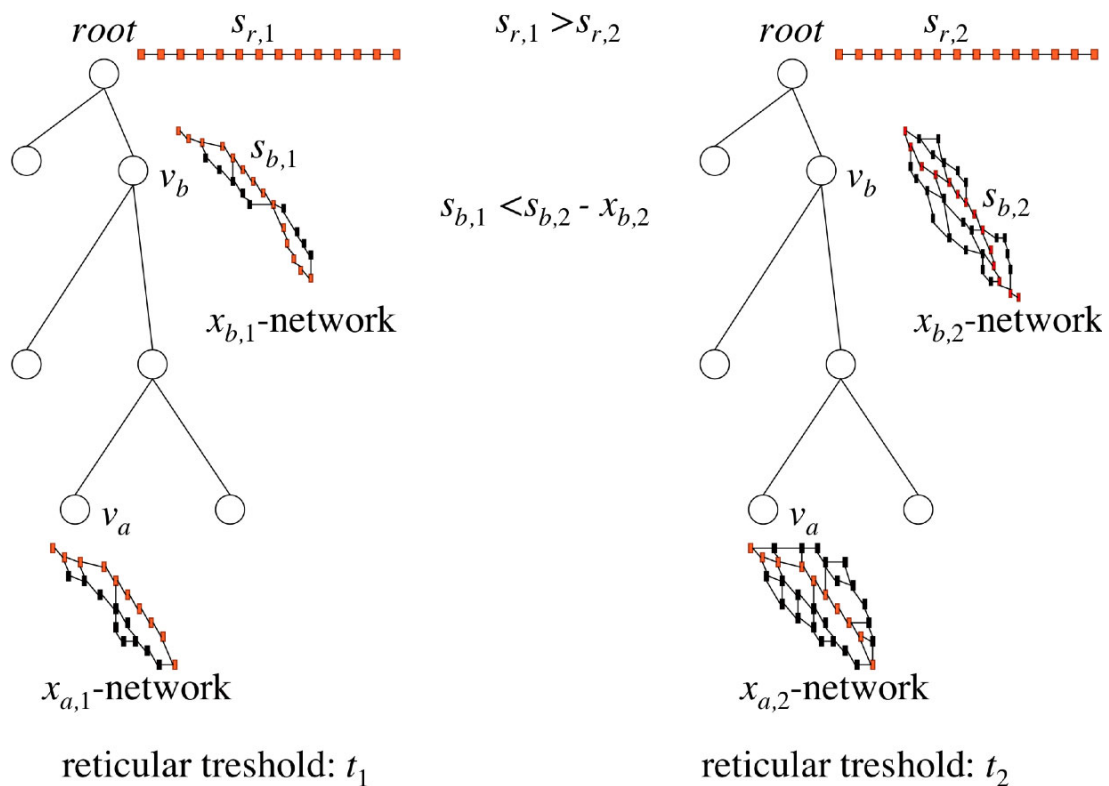 root s_{r,1} s_{r,1} > s_{r,2} root s_{r,2}
s_{b,1} s_{b,2}
v_b v_b
s_{b,1} < s_{b,2} - x_{b,2}
x_{b,1}-network x_{b,2}-network
v_a v_a
x_{a,1}-network x_{a,2}-network
reticular treshold: t_1 reticular treshold: t_2